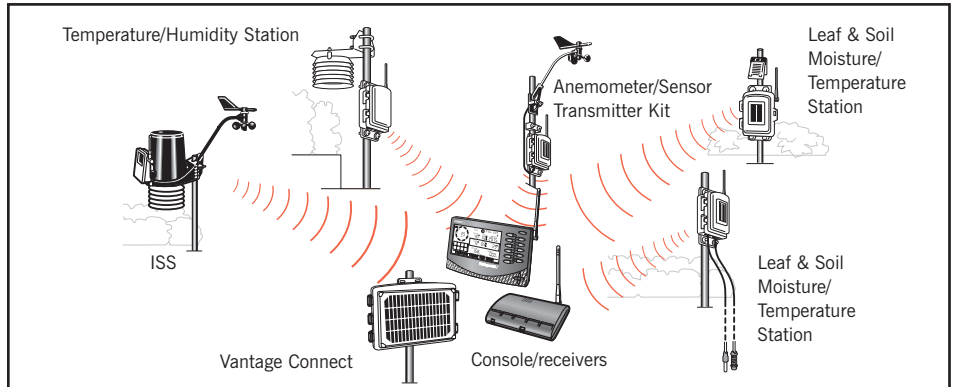 Temperature/Humidity Station
Anemometer/Sensor
Transmitter Kit
Leaf & Soil
Moisture/
Temperature
Station
ISS
Vantage Connect
Console/receivers
Leaf & Soil
Moisture/
Temperature
Station